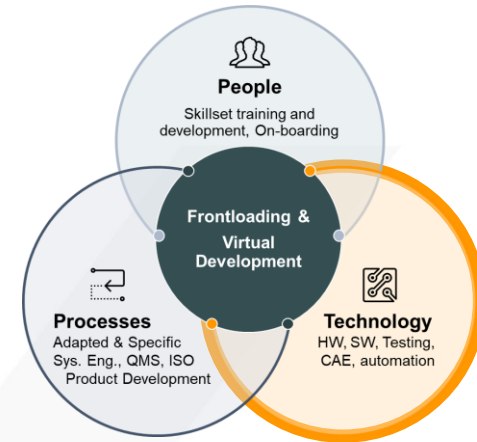 People
Skillset training and
development, On-boarding
Frontloading &
Virtual
Development
Processes
Adapted & Specific
Sys. Eng., QMS, ISO
Product Development
Technology
HW, SW, Testing,
CAE, automation